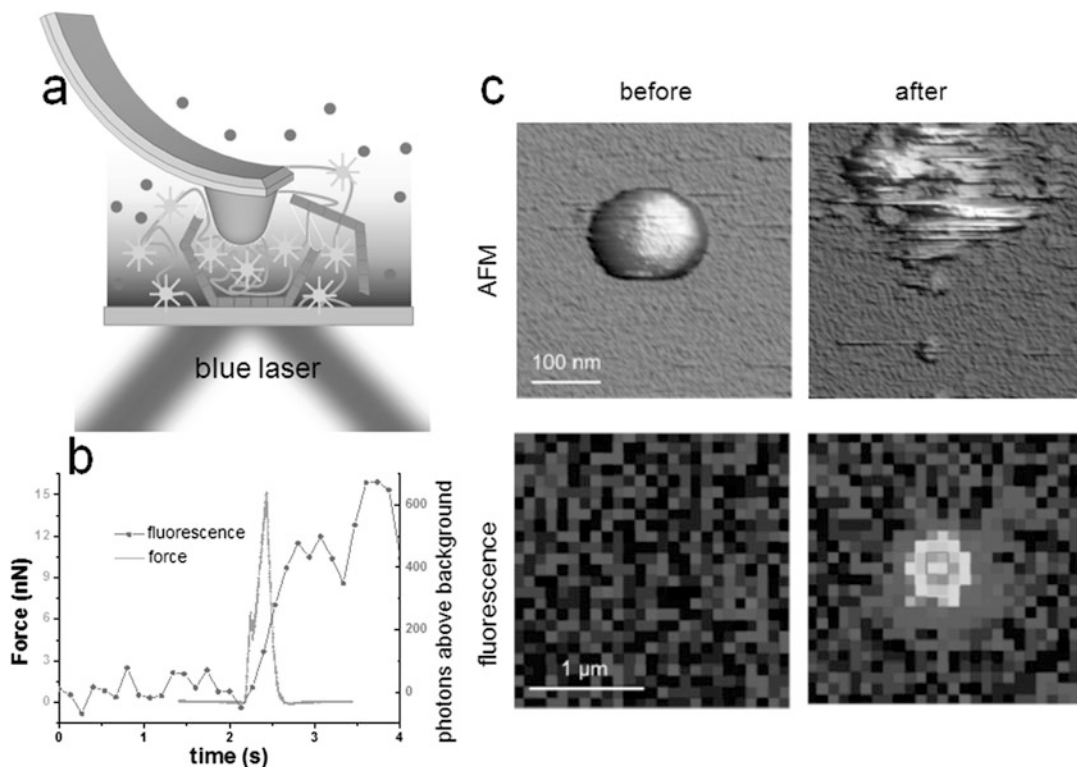 a
blue laser
b
Force (nN)
15
12
9
6
3
0
fluorescence
force
600
400
200
0
photons above background
0
1
2
3
4
time (s)
c
before
after
AFM
100 nm
fluorescence
1 µm